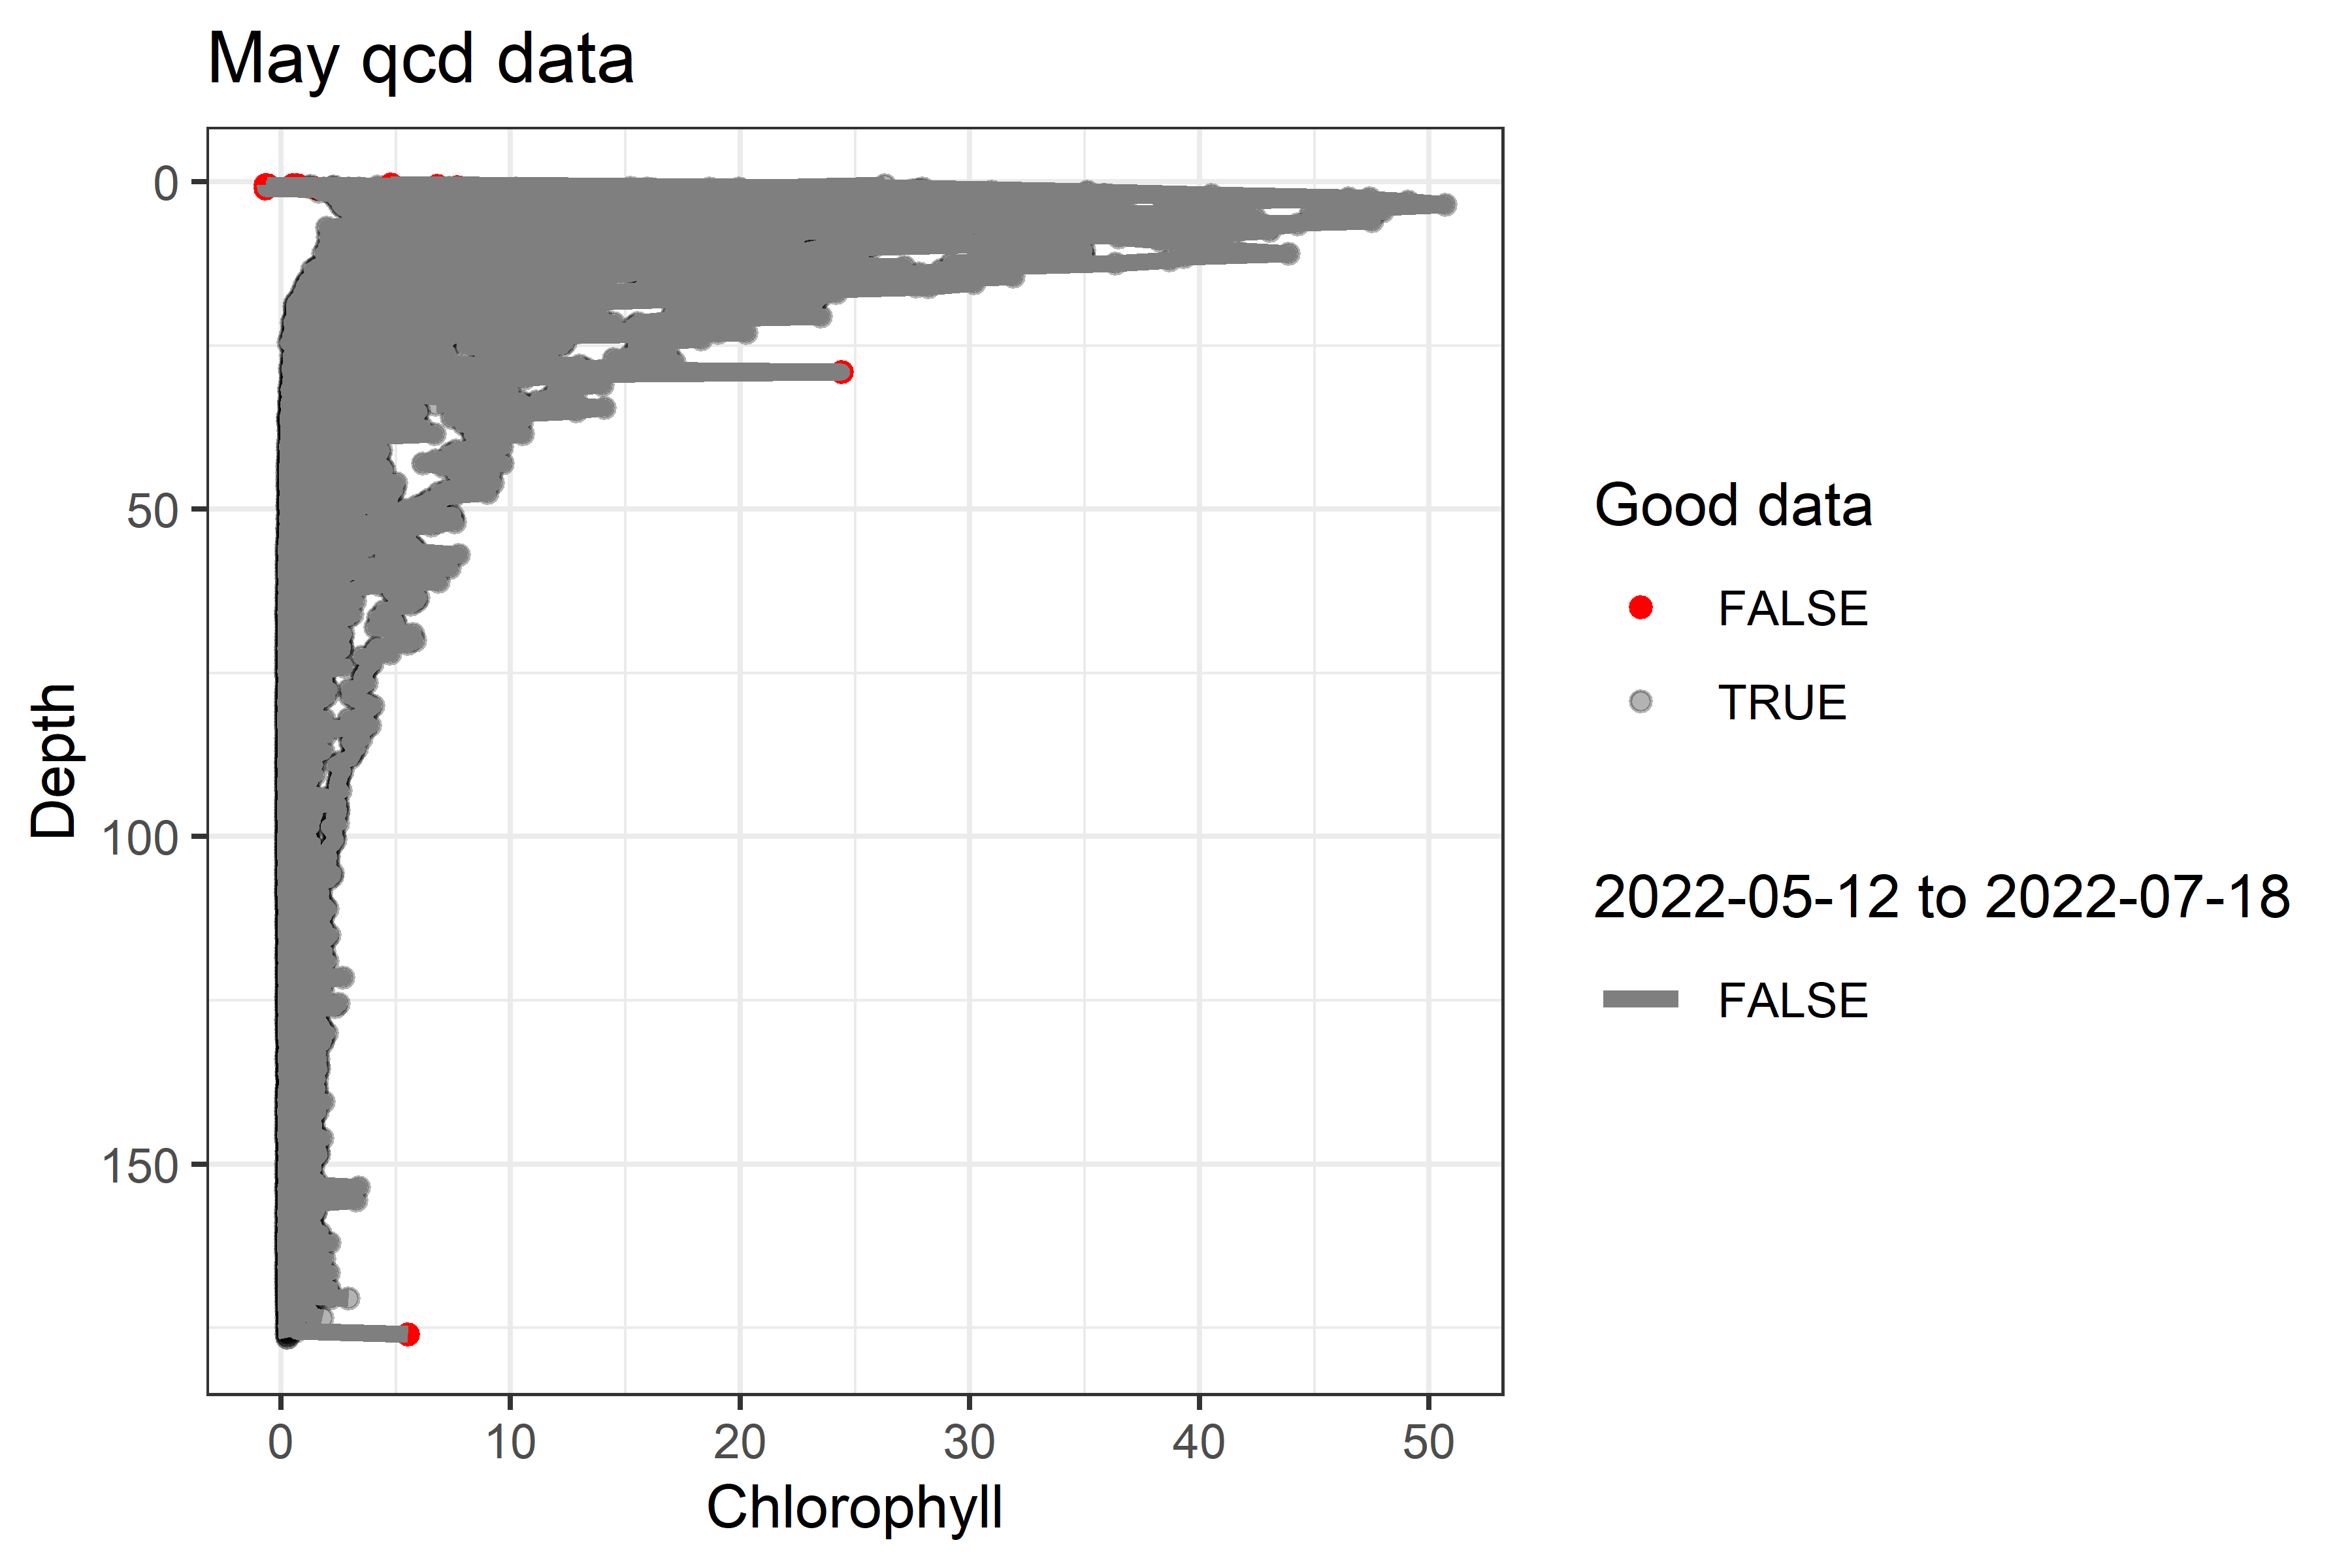 May qcd data
0
50
100
150
Depth
0 10 20 30 40 50
Chlorophyll
Good data
FALSE
TRUE
2022-05-12 to 2022-07-18
FALSE